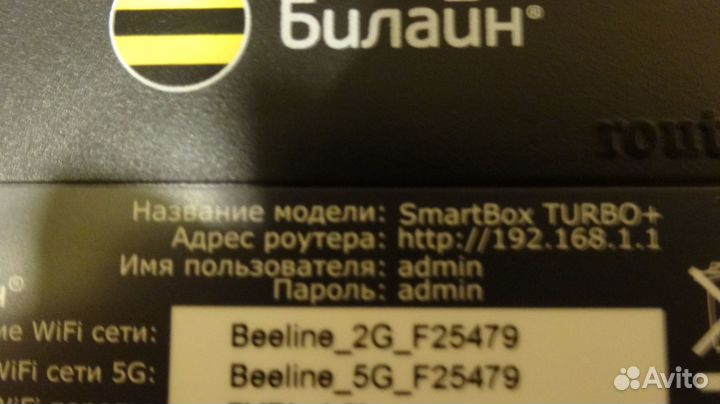 Билайн®
Название модели: SmartBox TURBO+
Адрес роутера: http://192.168.1.1
Имя пользователя: admin
Пароль: admin
WiFi сети: Beeline_2G_F25479
WiFi сети 5G: Beeline_5G_F25479
Avito